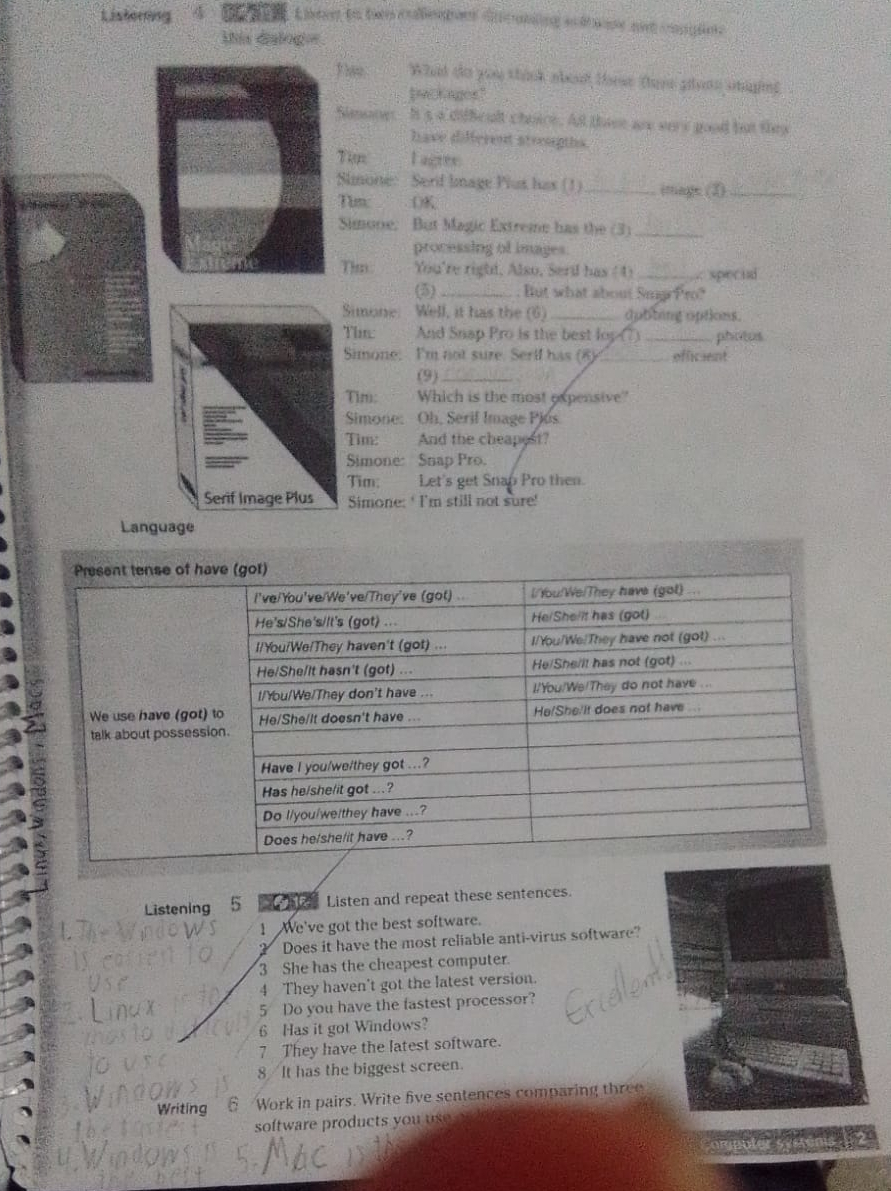 Listening 4 Listen to two colleagues discussing software and complete
this dialogue.
Tim: What do you think about these three photo imaging
packages?
Simone: It's a difficult choice. All three are very good but they
have different strengths.
Tim: I agree.
Simone: Serif Image Plus has (1) ________ image (2) ________
Tim: OK.
Simone: But Magic Extreme has the (3) ________
processing of images.
Tim: You're right. Also, Serif has (4) ________ special
(5) ________. But what about Snap Pro?
Simone: Well, it has the (6) ________ dubbing options.
Tim: And Snap Pro is the best for (7) ________ photos.
Simone: I'm not sure. Serif has (8) ________ efficient
(9) ________
Tim: Which is the most expensive?
Simone: Oh, Serif Image Plus.
Tim: And the cheapest?
Simone: Snap Pro.
Tim: Let's get Snap Pro then.
Simone: I'm still not sure!
Magic
Extreme
Serif Image Plus
Language
Present tense of have (got)
We use have (got) to
talk about possession.
I've/You've/We've/They've (got) ... I/You/We/They have (got) ...
He's/She's/It's (got) ... He/She/It has (got) ...
I/You/We/They haven't (got) ... I/You/We/They have not (got) ...
He/She/It hasn't (got) ... He/She/It has not (got) ...
I/You/We/They don't have ... I/You/We/They do not have ...
He/She/It doesn't have ... He/She/It does not have ...
Have I you/we/they got ...?
Has he/she/it got ...?
Do I/you/we/they have ...?
Does he/she/it have ...?
Linux, Windows, Macs
Listening 5 Listen and repeat these sentences.
1 We've got the best software.
2 Does it have the most reliable anti-virus software?
3 She has the cheapest computer.
4 They haven't got the latest version.
5 Do you have the fastest processor?
6 Has it got Windows?
7 They have the latest software.
8 It has the biggest screen.
Excellent!
Writing 6 Work in pairs. Write five sentences comparing three
software products you use
1. The Windows
is easiest to
use
2. Linux is the
most difficult
to use
3. Windows is
the fastest
4. Windows is
the best
5. Mac is th
Computer systems 2